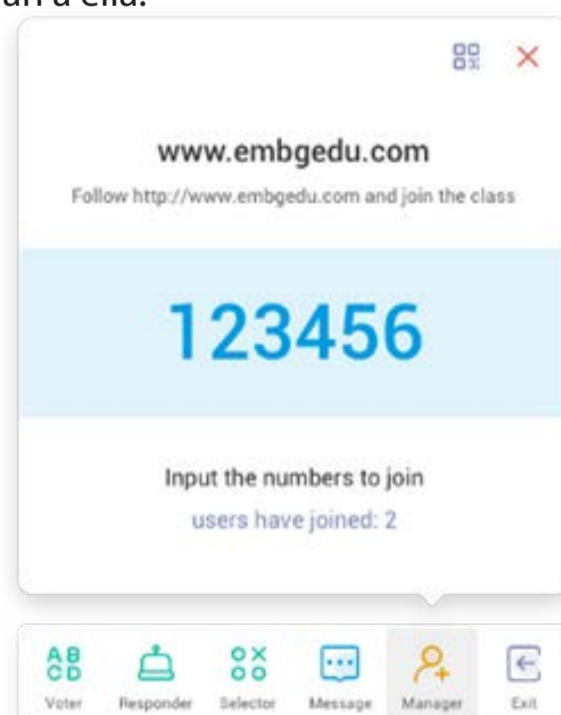 www.embgedu.com
Follow http://www.embgedu.com and join the class
123456
Input the numbers to join
users have joined: 2
A B
C D
Voter Responder Selector Message Manager Exit